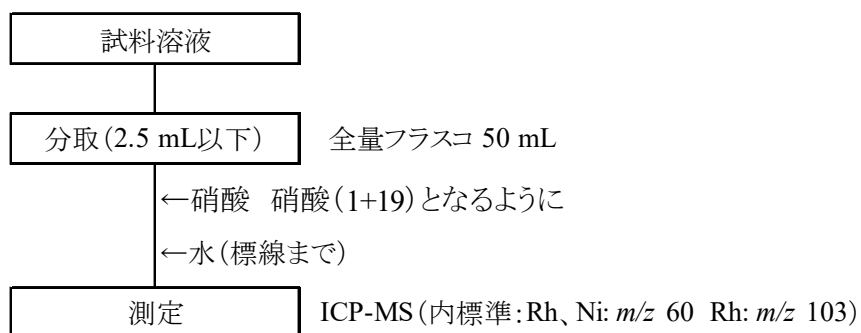 試料溶液
分取(2.5 mL以下) 全量フラスコ 50 mL
←硝酸 硝酸(1+19)となるように
←水(標線まで)
測定 ICP-MS(内標準:Rh、Ni: m/z 60 Rh: m/z 103)